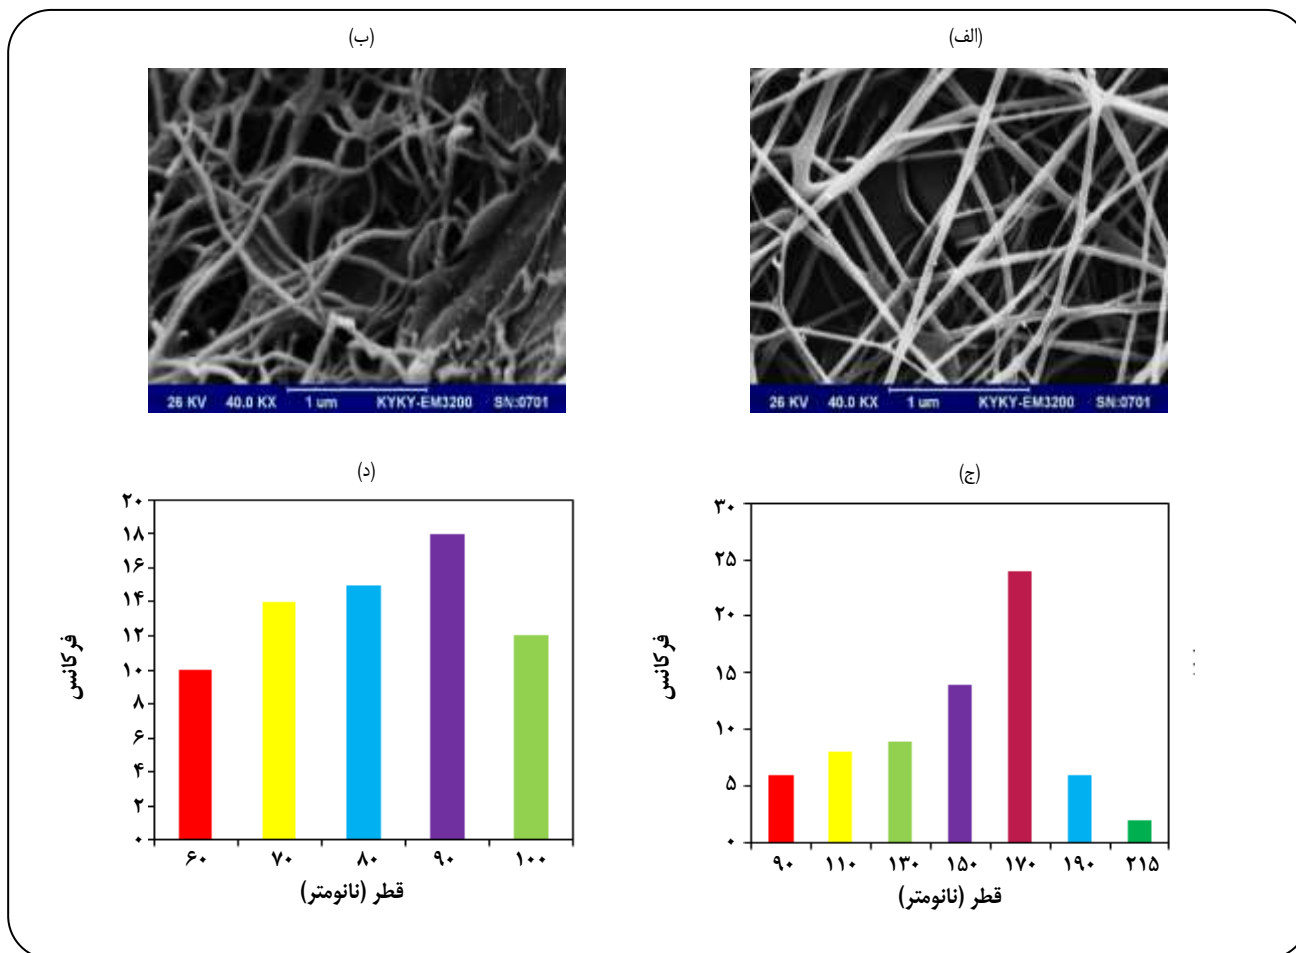 (الف)
(ب)
26 KV 40.0 KX 1 um KYKY-EM3200 SN:0701
26 KV 40.0 KX 1 um KYKY-EM3200 SN:0701
(ج)
۳۰
۲۵
۲۰
۱۵
۱۰
۵
۰
فرکانس
۹۰ ۱۱۰ ۱۳۰ ۱۵۰ ۱۷۰ ۱۹۰ ۲۱۵
قطر (نانومتر)
(د)
۲۰
۱۸
۱۶
۱۴
۱۲
۱۰
۸
۶
۴
۲
۰
فرکانس
۶۰ ۷۰ ۸۰ ۹۰ ۱۰۰
قطر (نانومتر)